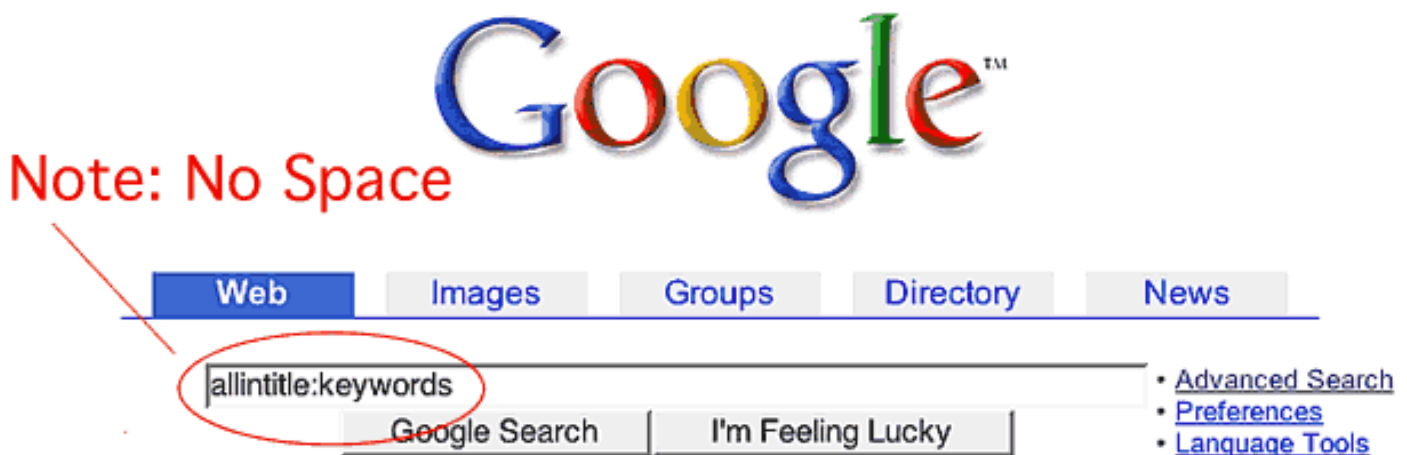 Google™
Note: No Space
Web Images Groups Directory News
allintitle:keywords
• Advanced Search
Google Search I'm Feeling Lucky
• Preferences
• Language Tools